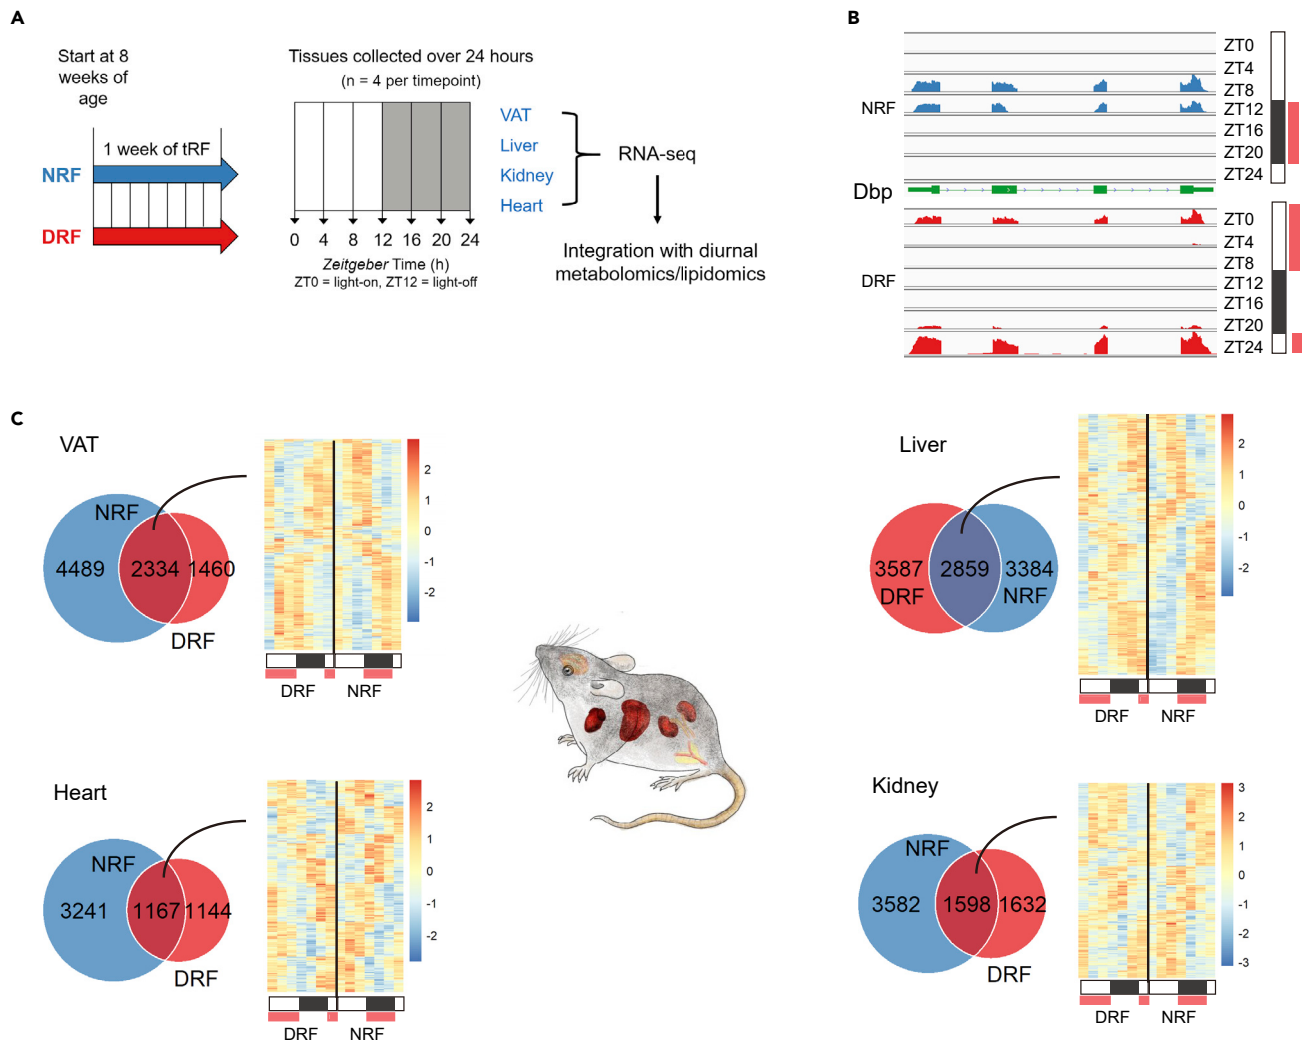 A
Start at 8
weeks of
age
1 week of tRF
NRF
DRF
Tissues collected over 24 hours
(n = 4 per timepoint)
0 4 8 12 16 20 24
Zeitgeber Time (h)
ZT0 = light-on, ZT12 = light-off
VAT
Liver
Kidney
Heart
RNA-seq
Integration with diurnal
metabolomics/lipidomics
B
NRF
ZT0
ZT4
ZT8
ZT12
ZT16
ZT20
ZT24
Dbp
DRF
ZT0
ZT4
ZT8
ZT12
ZT16
ZT20
ZT24
C
VAT
NRF
4489 2334 1460
DRF
2
1
0
-1
-2
DRF NRF
Liver
3587 2859 3384
DRF NRF
2
1
0
-1
-2
DRF NRF
Heart
NRF
3241 1167 1144
DRF
2
1
0
-1
-2
DRF NRF
Kidney
NRF
3582 1598 1632
DRF
3
2
1
0
-1
-2
-3
DRF NRF